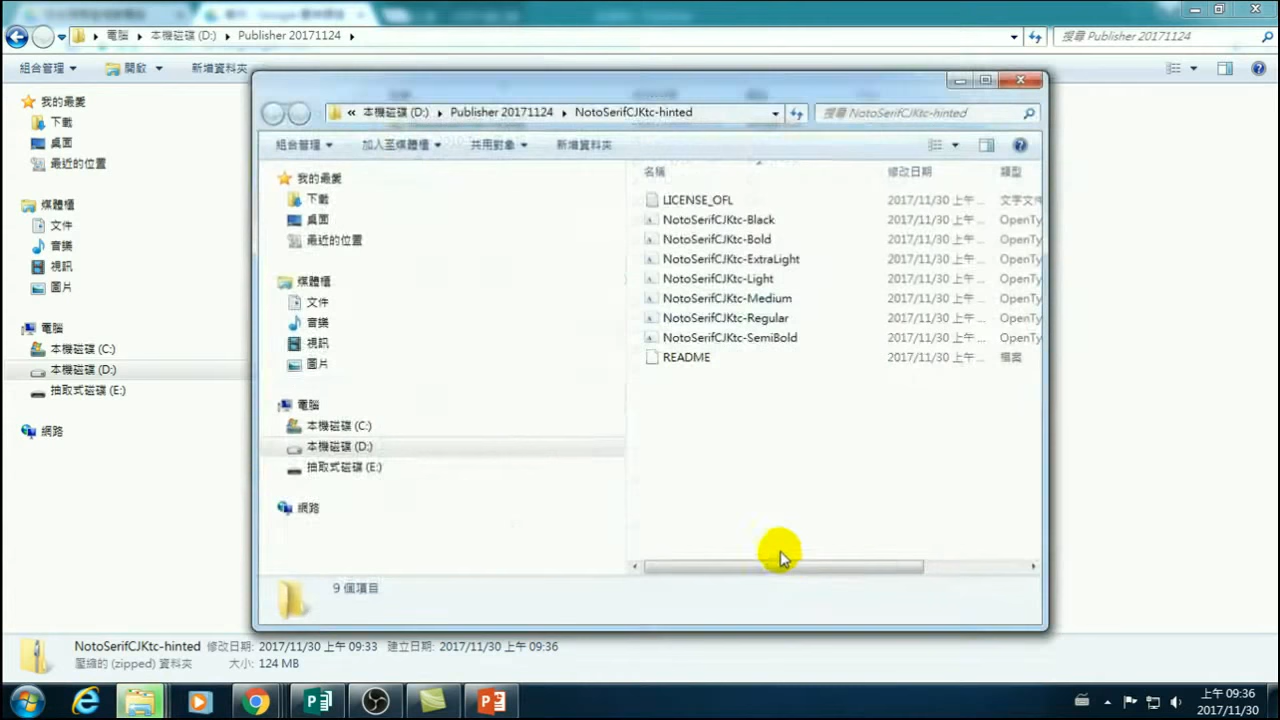 電腦 本機磁碟 (D:) Publisher 20171124
搜尋 Publisher 20171124
組合管理 開啟 新增資料夾
我的最愛
下載
桌面
最近的位置
媒體櫃
文件
音樂
視訊
圖片
電腦
本機磁碟 (C:)
本機磁碟 (D:)
抽取式磁碟 (E:)
網路
« 本機磁碟 (D:) Publisher 20171124 NotoSerifCJKtc-hinted
搜尋 NotoSerifCJKtc-hinted
組合管理 加入至媒體櫃 共用對象 新增資料夾
我的最愛
下載
桌面
最近的位置
媒體櫃
文件
音樂
視訊
圖片
電腦
本機磁碟 (C:)
本機磁碟 (D:)
抽取式磁碟 (E:)
網路
名稱 修改日期 類型
LICENSE_OFL 2017/11/30 上午 ... 文字文件
NotoSerifCJKtc-Black 2017/11/30 上午 ... OpenTy
NotoSerifCJKtc-Bold 2017/11/30 上午 ... OpenTy
NotoSerifCJKtc-ExtraLight 2017/11/30 上午 ... OpenTy
NotoSerifCJKtc-Light 2017/11/30 上午 ... OpenTy
NotoSerifCJKtc-Medium 2017/11/30 上午 ... OpenTy
NotoSerifCJKtc-Regular 2017/11/30 上午 ... OpenTy
NotoSerifCJKtc-SemiBold 2017/11/30 上午 ... OpenTy
README 2017/11/30 上午 ... 檔案
9 個項目
NotoSerifCJKtc-hinted 修改日期: 2017/11/30 上午 09:33 建立日期: 2017/11/30 上午 09:36
壓縮的 (zipped) 資料夾 大小: 124 MB
上午 09:36
2017/11/30